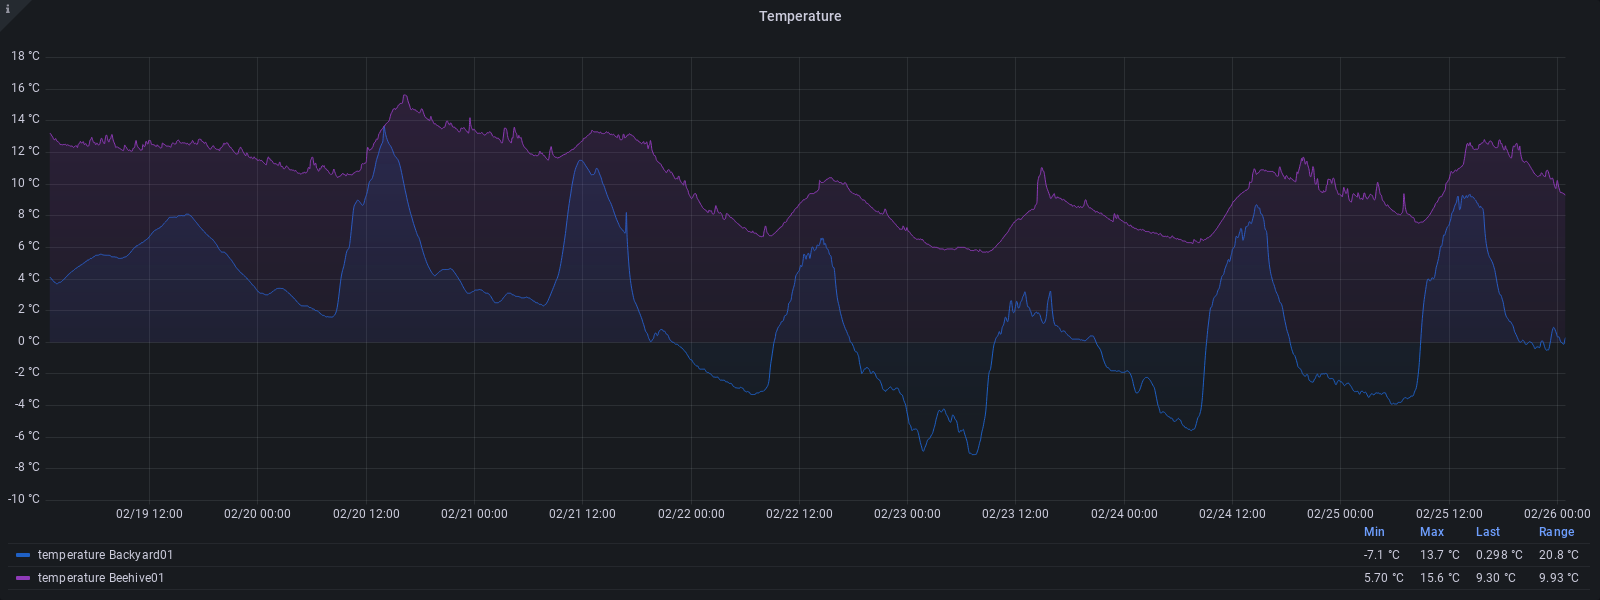 i
Temperature
18 °C
16 °C
14 °C
12 °C
10 °C
8 °C
6 °C
4 °C
2 °C
0 °C
-2 °C
-4 °C
-6 °C
-8 °C
-10 °C
02/19 12:00 02/20 00:00 02/20 12:00 02/21 00:00 02/21 12:00 02/22 00:00 02/22 12:00 02/23 00:00 02/23 12:00 02/24 00:00 02/24 12:00 02/25 00:00 02/25 12:00 02/26 00:00
Min Max Last Range
temperature Backyard01 -7.1 °C 13.7 °C 0.298 °C 20.8 °C
temperature Beehive01 5.70 °C 15.6 °C 9.30 °C 9.93 °C